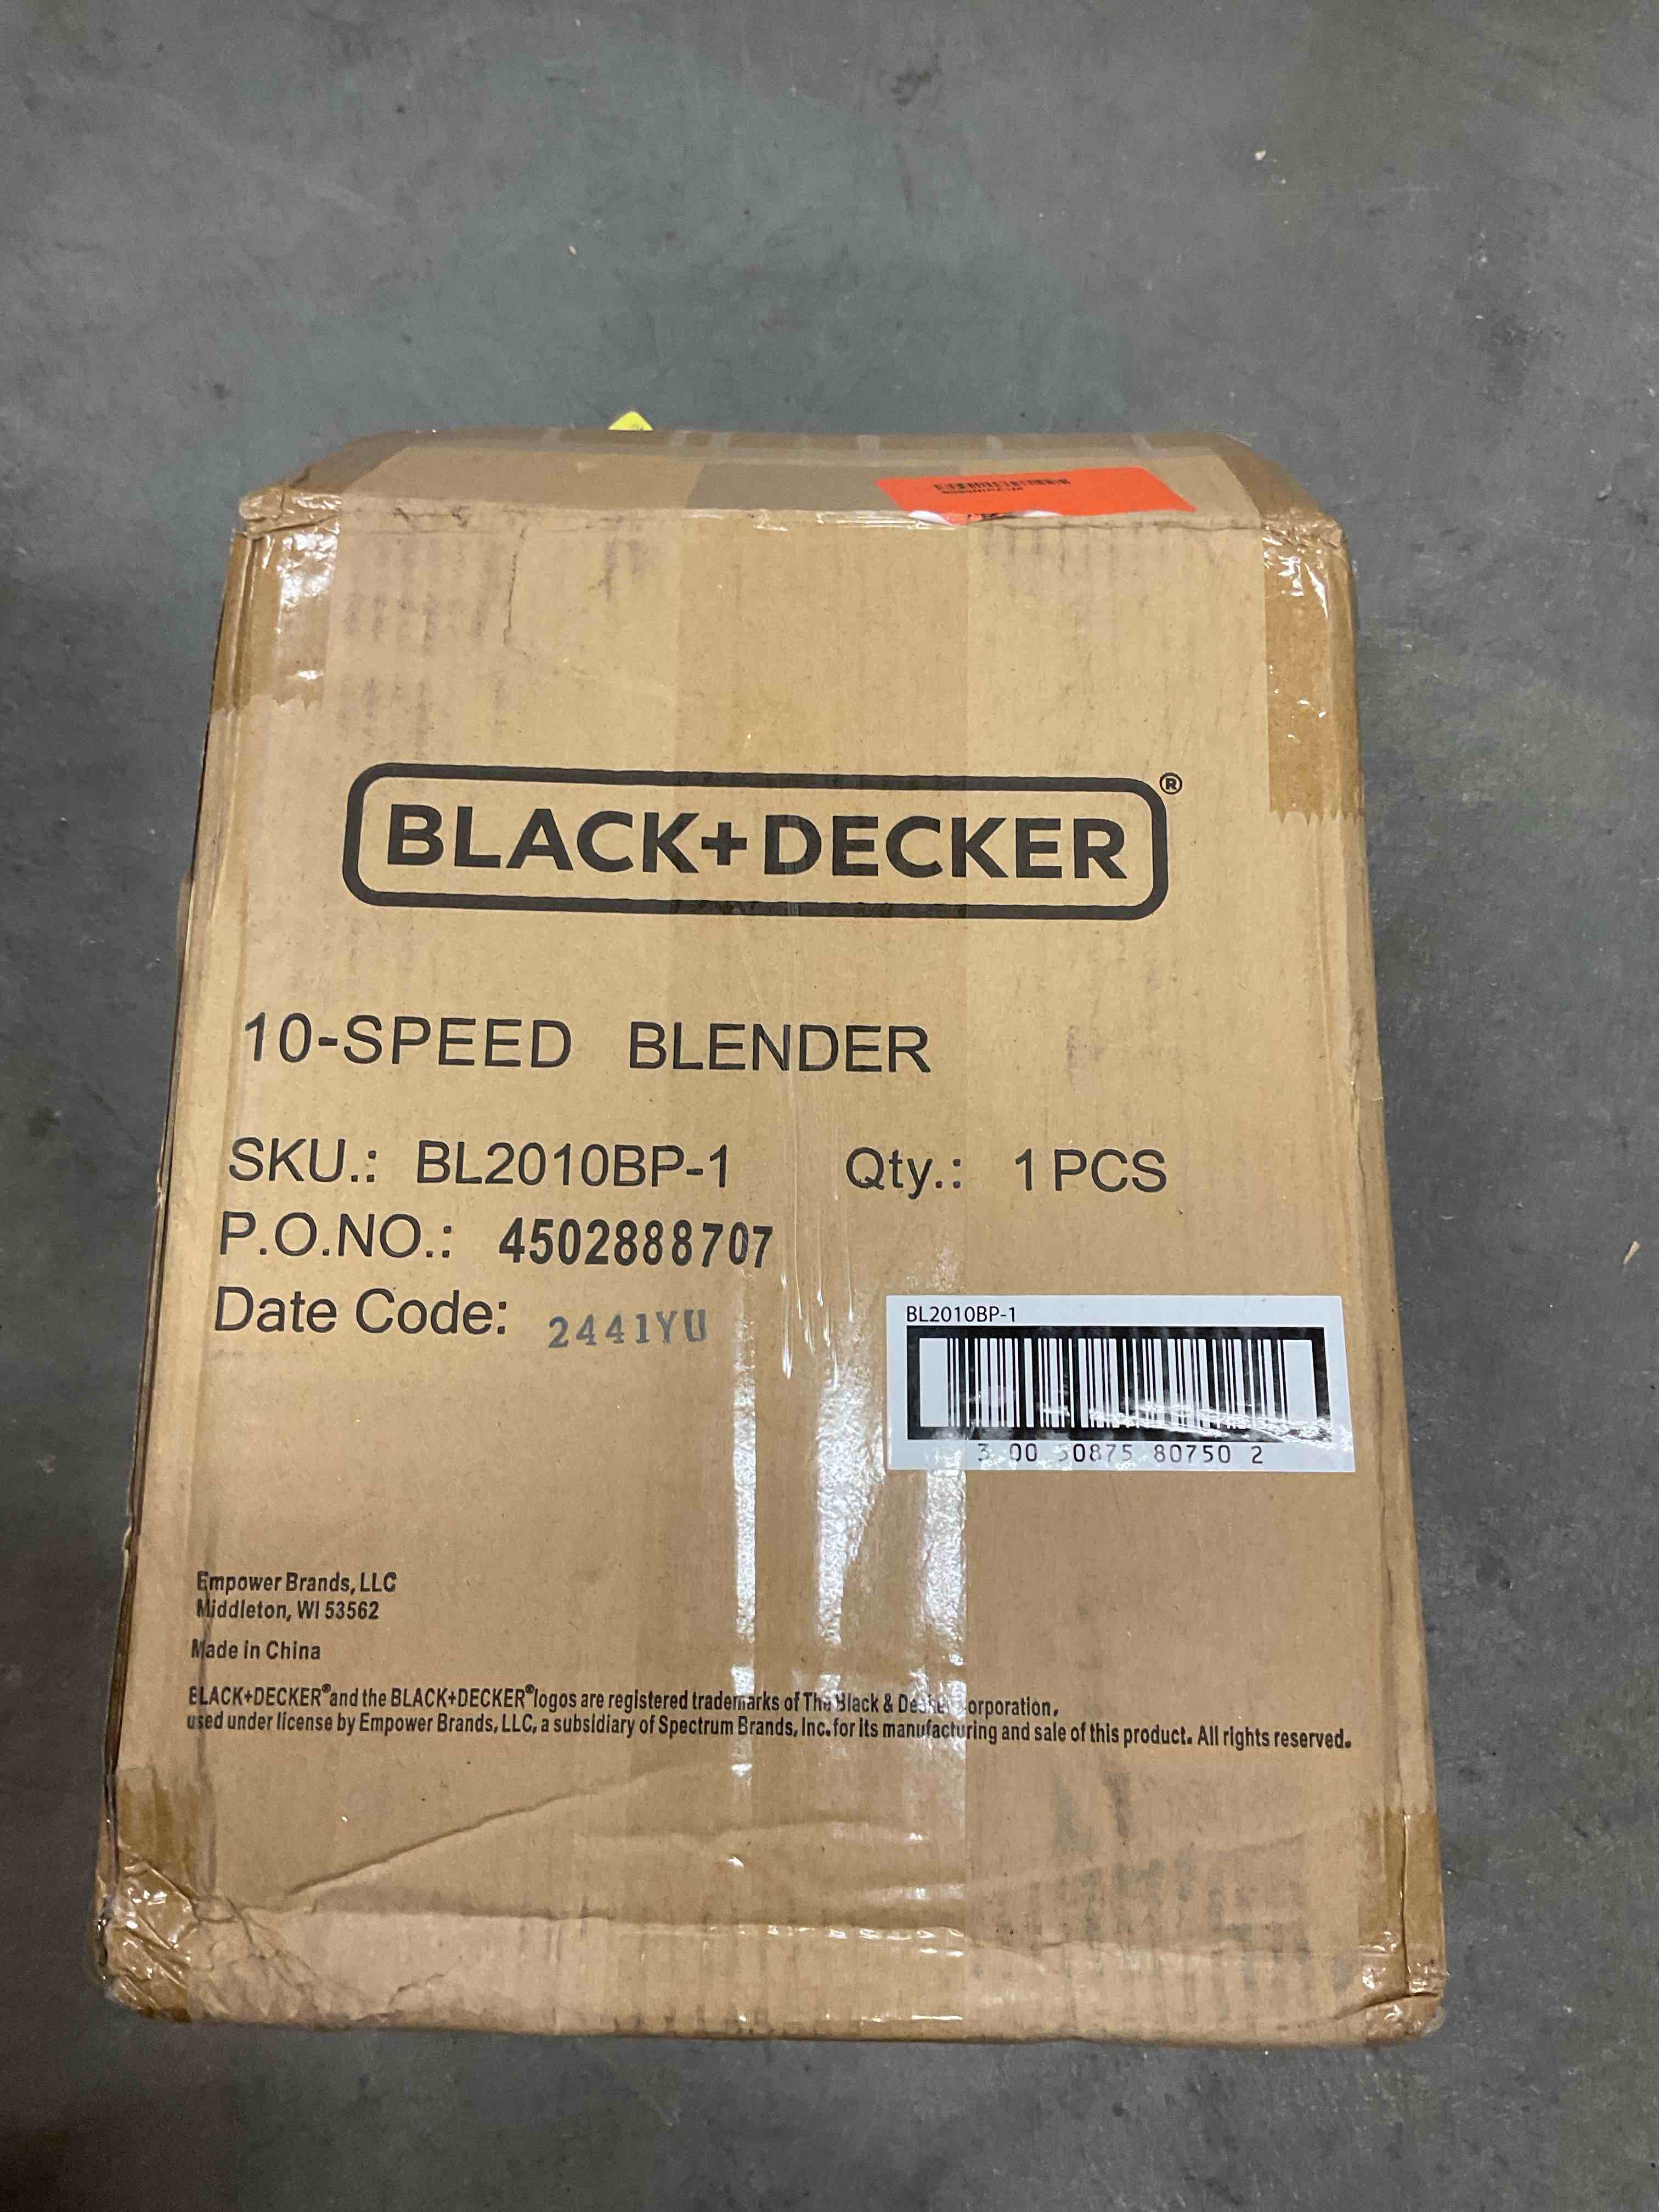 BLACK+DECKER®
10-SPEED BLENDER
SKU.: BL2010BP-1 Qty.: 1 PCS
P.O.NO.: 4502888707
Date Code: 2441YU
BL2010BP-1
3 00 50875 80750 2
Empower Brands, LLC
Middleton, WI 53562
Made in China
BLACK+DECKER® and the BLACK+DECKER® logos are registered trademarks of The Black & Decker Corporation,
used under license by Empower Brands, LLC, a subsidiary of Spectrum Brands, Inc. for its manufacturing and sale of this product. All rights reserved.